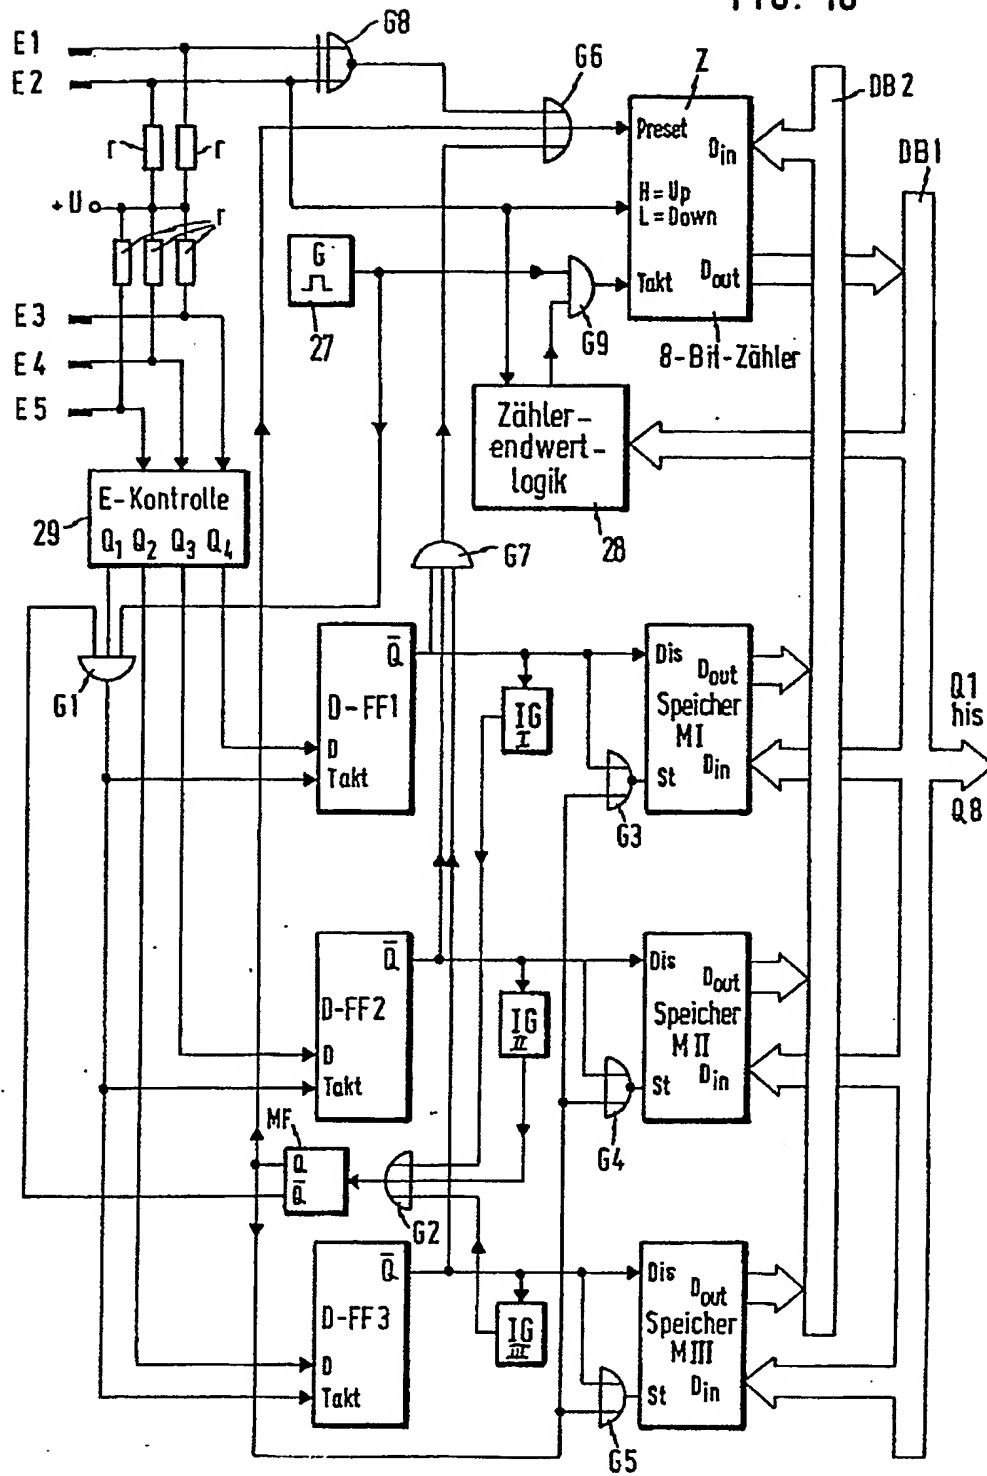 FIG. 10
E1
E2
G8
G6
Z
DB2
DB1
r
r
+U
r
Preset
Din
H=Up
L=Down
Takt
Dout
G
27
G9
8-Bit-Zähler
E3
E4
E5
Zähler-
endwert-
logik
28
E-Kontrolle
29
Q1 Q2 Q3 Q4
G7
G1
Q̅
D-FF1
D
Takt
IG
I
Dis
Dout
Speicher
MI
Din
St
G3
Q1
his
Q8
Q̅
D-FF2
D
Takt
IG
II
Dis
Dout
Speicher
MII
Din
St
G4
MF
Q
Q̅
G2
Q̅
D-FF3
D
Takt
IG
III
Dis
Dout
Speicher
MIII
Din
St
G5